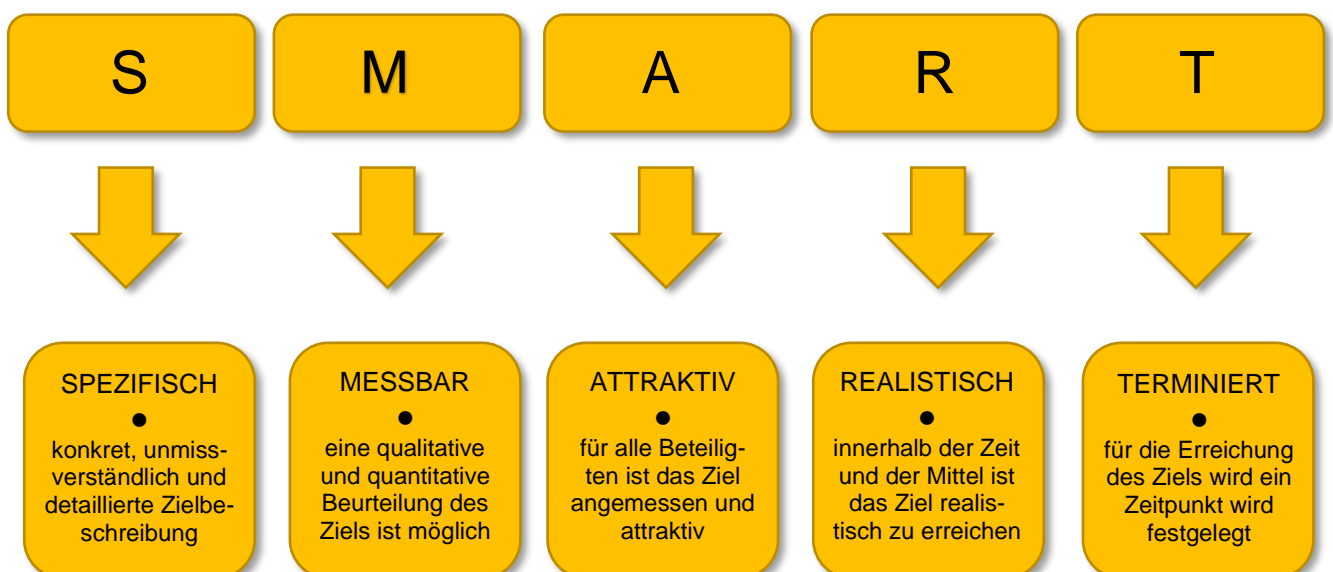 S
M
A
R
T
SPEZIFISCH
●
konkret, unmiss-
verständlich und
detaillierte Zielbe-
schreibung
MESSBAR
●
eine qualitative
und quantitative
Beurteilung des
Ziels ist möglich
ATTRAKTIV
●
für alle Beteilig-
ten ist das Ziel
angemessen und
attraktiv
REALISTISCH
●
innerhalb der Zeit
und der Mittel ist
das Ziel realis-
tisch zu erreichen
TERMINIERT
●
für die Erreichung
des Ziels wird ein
Zeitpunkt wird
festgelegt